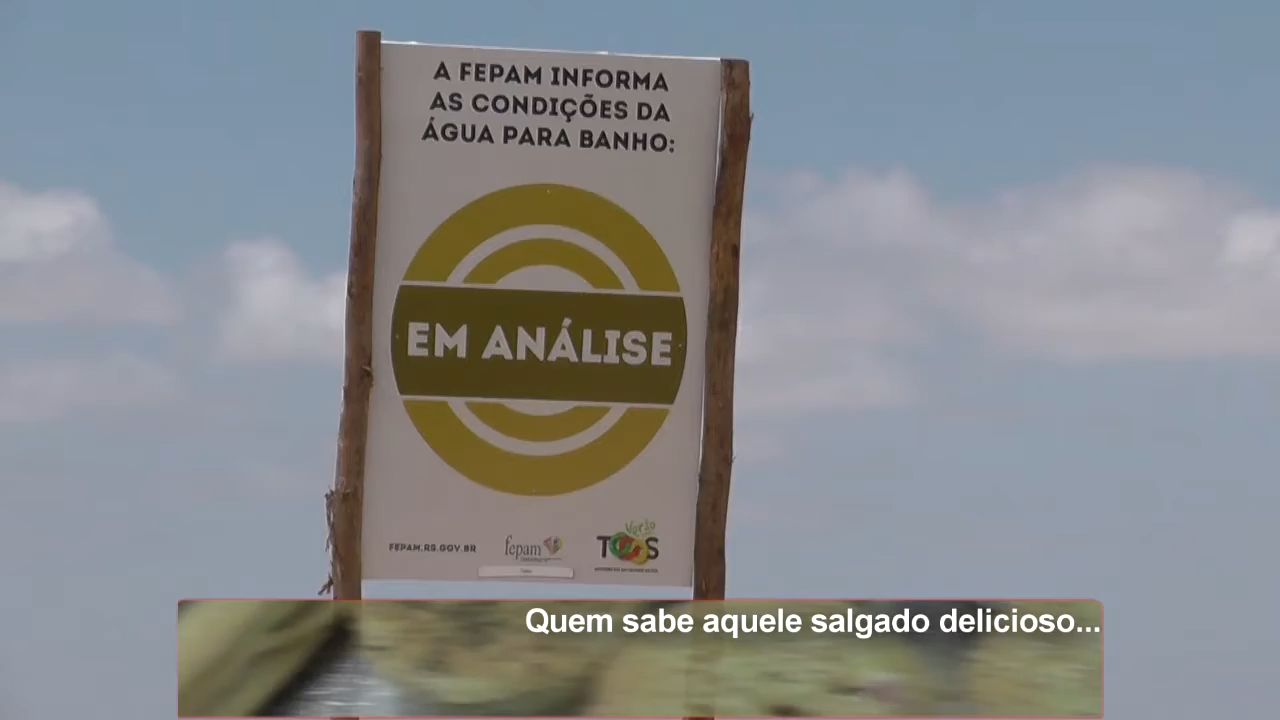 A FEPAM INFORMA
AS CONDIÇÕES DA
ÁGUA PARA BANHO:
EM ANÁLISE
FEPAM.RS.GOV.BR
fepam
Verão
TODOS
Quem sabe aquele salgado delicioso...